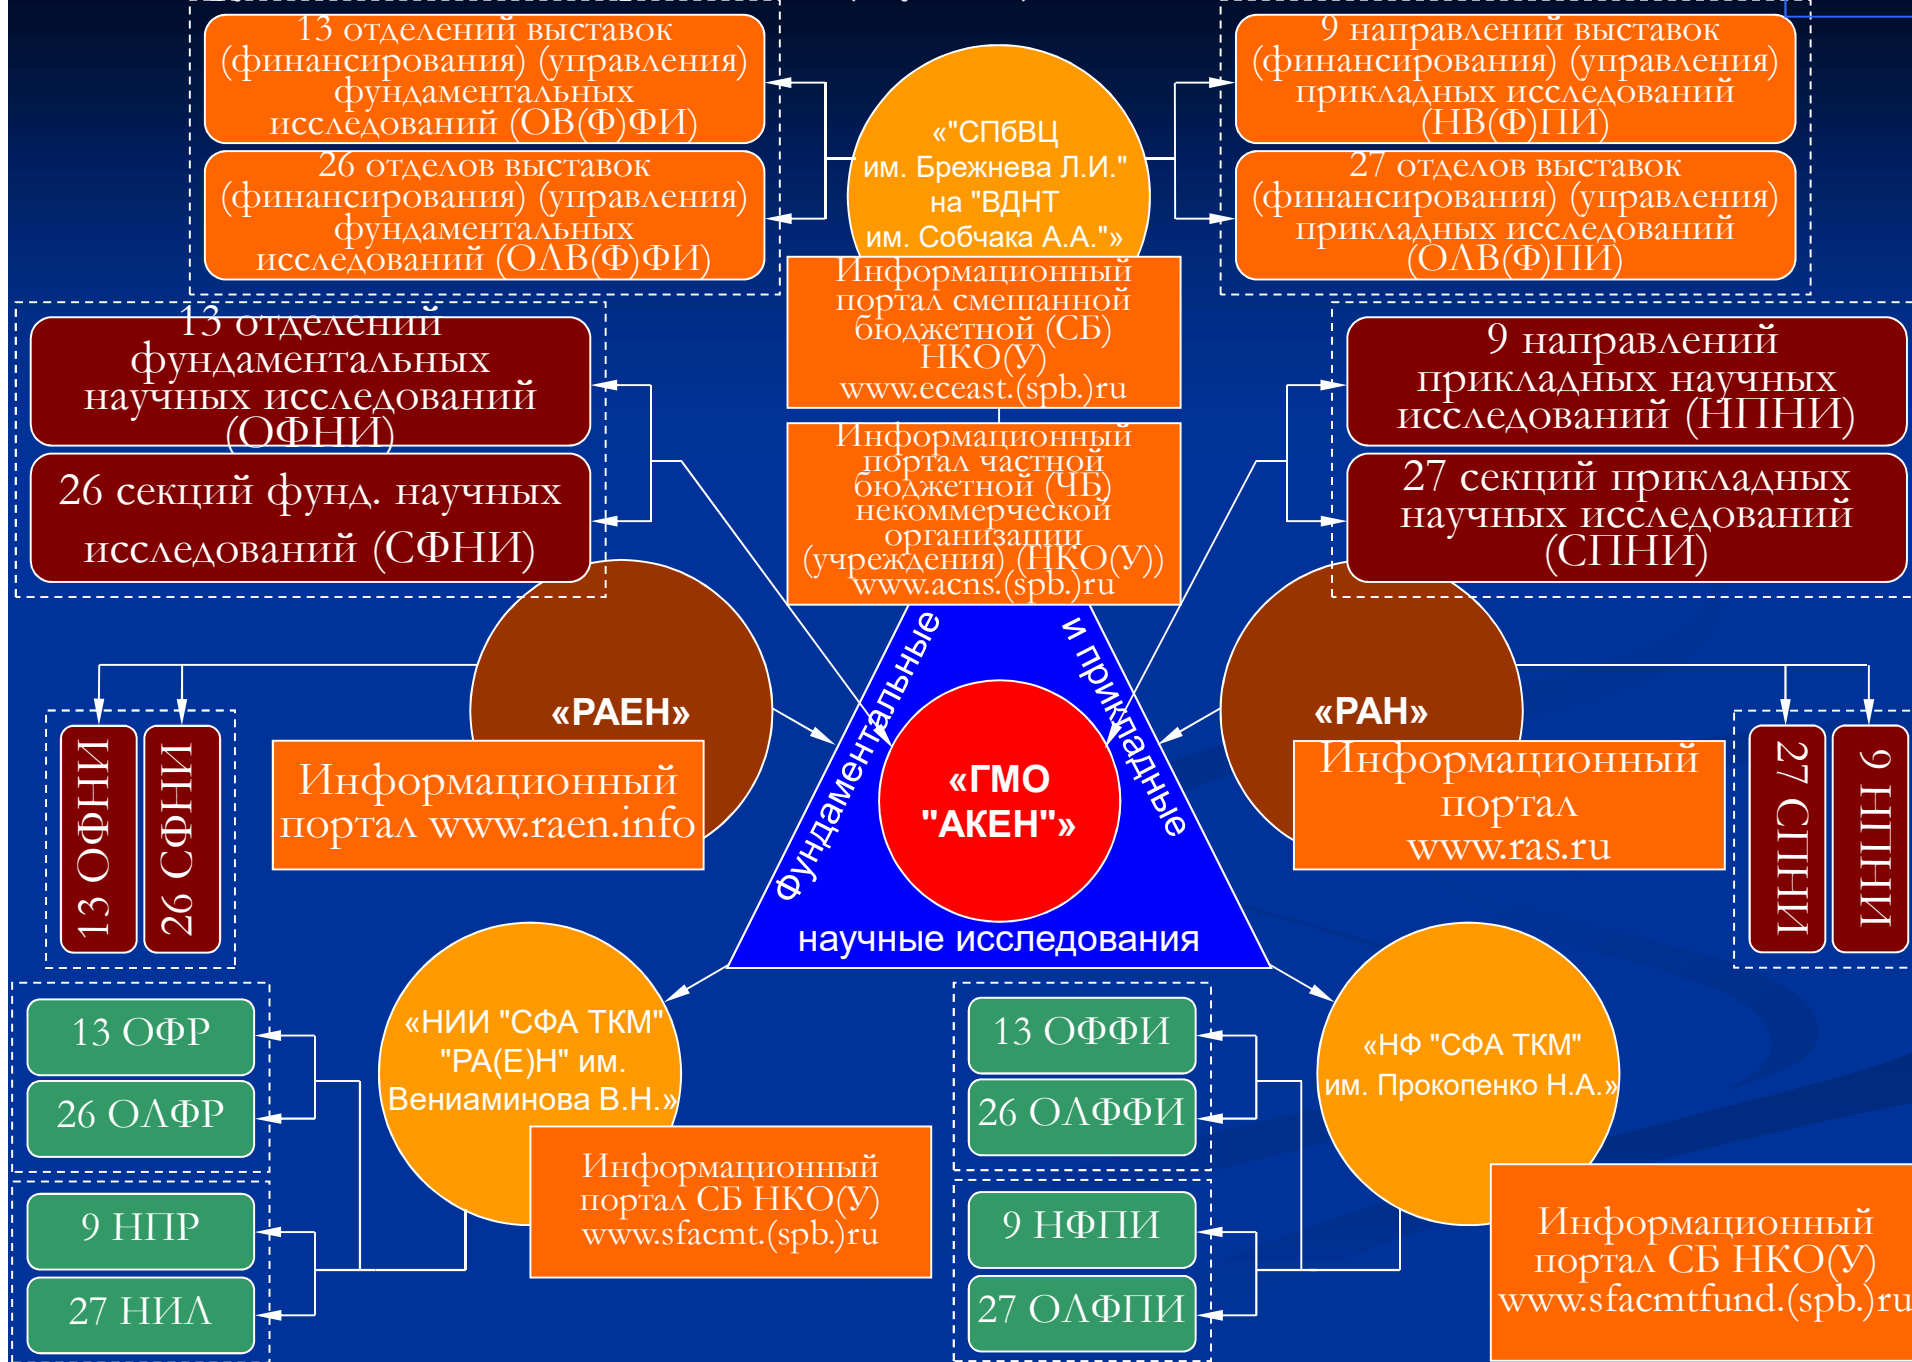 13 отделений выставок
(финансирования) (управления)
фундаментальных
исследований (ОВ(Ф)ФИ)
26 отделов выставок
(финансирования) (управления)
фундаментальных
исследований (ОЛВ(Ф)ФИ)
«"СПбВЦ
им. Брежнева Л.И."
на "ВДНТ
им. Собчака А.А."»
9 направлений выставок
(финансирования) (управления)
прикладных исследований
(НВ(Ф)ПИ)
27 отделов выставок
(финансирования) (управления)
прикладных исследований
(ОЛВ(Ф)ПИ)
Информационный
портал смешанной
бюджетной (СБ)
НКО(У)
www.eceast.(spb.)ru
13 отделений
фундаментальных
научных исследований
(ОФНИ)
26 секций фунд. научных
исследований (СФНИ)
Информационный
портал частной
бюджетной (ЧБ)
некоммерческой
организации
(учреждения) (НКО(У))
www.acns.(spb.)ru
9 направлений
прикладных научных
исследований (НПНИ)
27 секций прикладных
научных исследований
(СПНИ)
«РАЕН»
Информационный
портал www.raen.info
13 ОФНИ
26 СФНИ
Фундаментальные
и прикладные
научные исследования
«ГМО
"АКЕН"»
«РАН»
Информационный
портал
www.ras.ru
27 СПНИ
9 НПНИ
13 ОФР
26 ОЛФР
9 НПР
27 НИЛ
«НИИ "СФА ТКМ"
"РА(Е)Н" им.
Вениаминова В.Н.»
Информационный
портал СБ НКО(У)
www.sfacmt.(spb.)ru
13 ОФФИ
26 ОЛФФИ
9 НФПИ
27 ОЛФПИ
«НФ "СФА ТКМ"
им. Прокопенко Н.А.»
Информационный
портал СБ НКО(У)
www.sfacmtfund.(spb.)ru